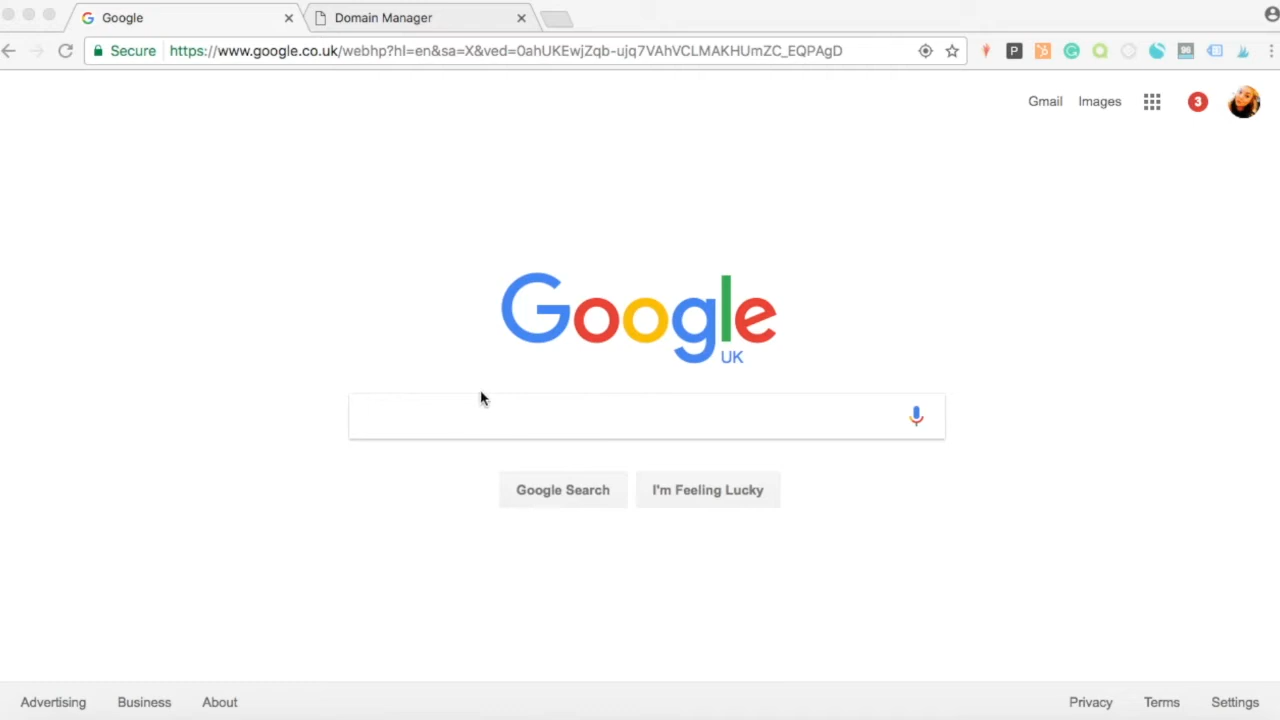 Google
Domain Manager
Secure
https://www.google.co.uk/webhp?hl=en&sa=X&ved=0ahUKEwjZqb-ujq7VAhVCLMAKHUmZC_EQPAgD
P
96
Gmail
Images
3
Google
UK
Google Search
I'm Feeling Lucky
Advertising
Business
About
Privacy
Terms
Settings